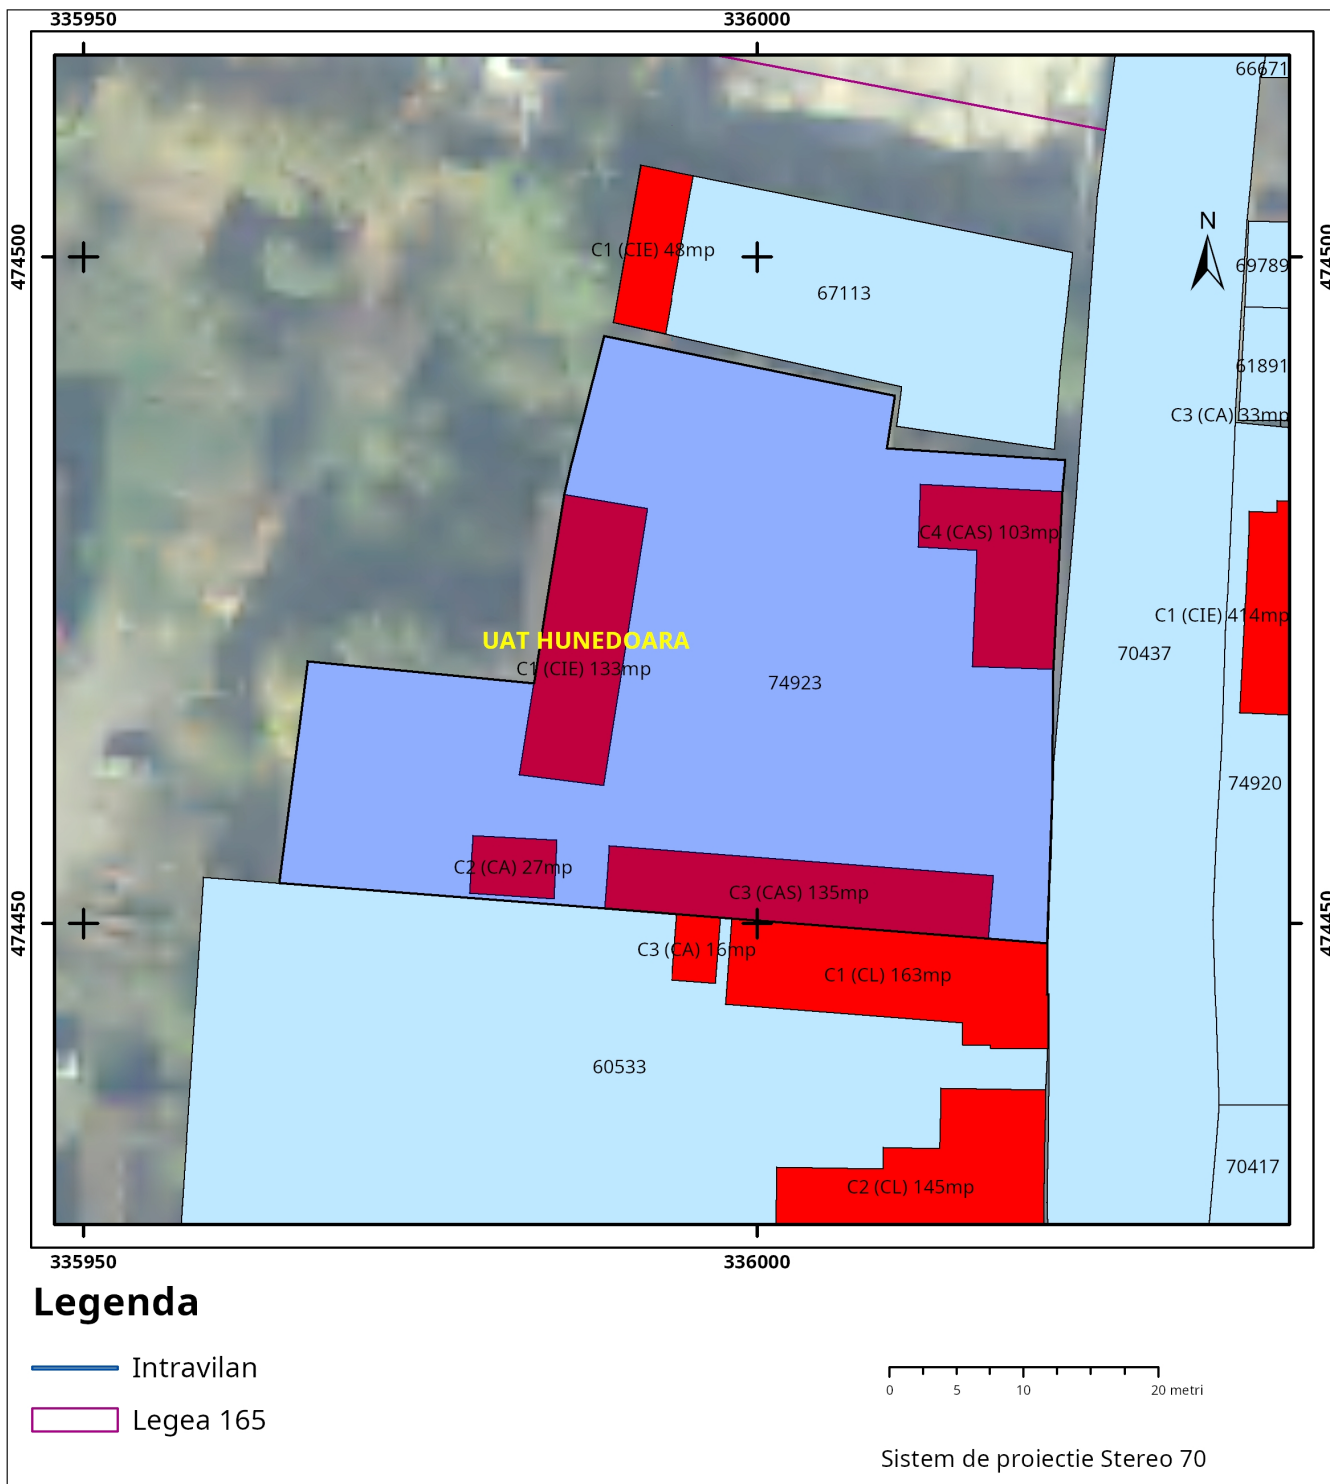 335950 336000
66671
474500 474500
N
C1 (CIE) 48mp
69789
67113
61891
C3 (CA) 33mp
C4 (CAS) 103mp
C1 (CIE) 414mp
UAT HUNEDOARA
70437
C1 (CIE) 133mp
74923
74920
C2 (CA) 27mp
C3 (CAS) 135mp
474450 474450
C3 (CA) 16mp
C1 (CL) 163mp
60533
70417
C2 (CL) 145mp
335950 336000
Legenda
Intravilan
0 5 10 20 metri
Legea 165
Sistem de proiectie Stereo 70